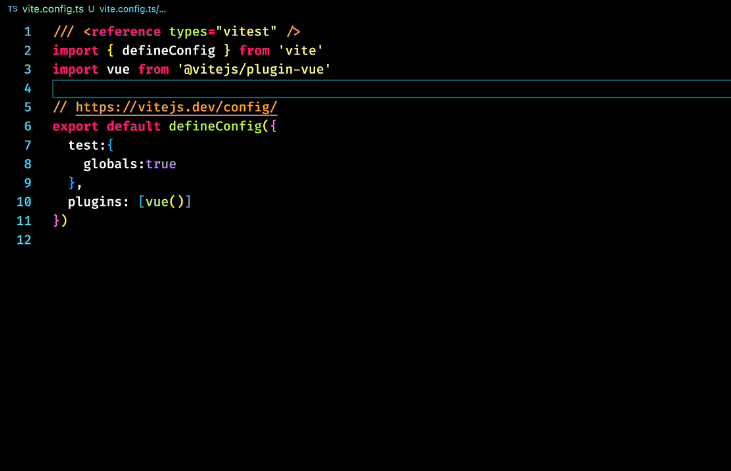 TS vite.config.ts U vite.config.ts/...
1 /// <reference types="vitest" />
2 import { defineConfig } from 'vite'
3 import vue from '@vitejs/plugin-vue'
4
5 // https://vitejs.dev/config/
6 export default defineConfig({
7   test:{
8     globals:true
9   },
10   plugins: [vue()]
11 })
12